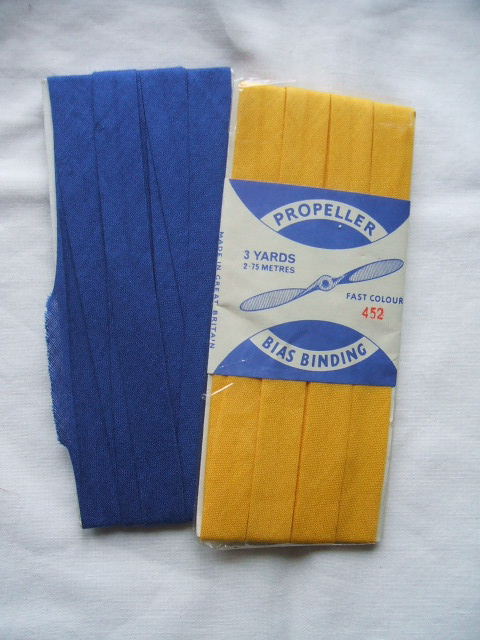 PROPELLER
3 YARDS
2·75 METRES
FAST COLOUR
452
BIAS BINDING
MADE IN GREAT BRITAIN